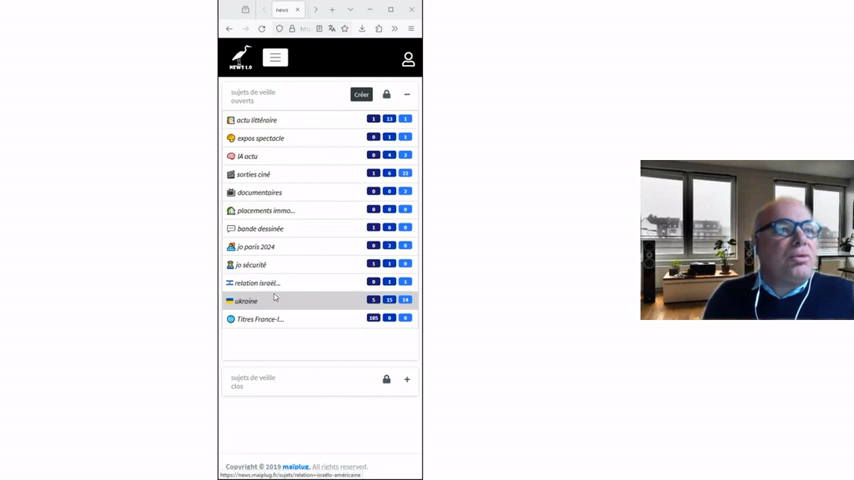 news
NEWS 1.0
sujets de veille
ouverts
Créer
actu littéraire 1 13 1
expos spectacle 0 1 1
IA actu 0 4 2
sorties ciné 1 6 22
documentaires 0 0 2
placements immo... 0 0 0
bande dessinée 1 0 0
jo paris 2024 0 2 0
jo sécurité 1 1 0
relation israël... 0 1 1
ukraine 5 15 14
Titres France-I... 105 0 0
sujets de veille
clos
Copyright © 2019 maiplug. All rights reserved.
https://news.maiplug.fr/sujets/relation-israelo-américaine